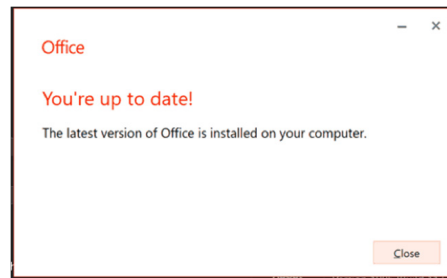 Office
You're up to date!
The latest version of Office is installed on your computer.
Close